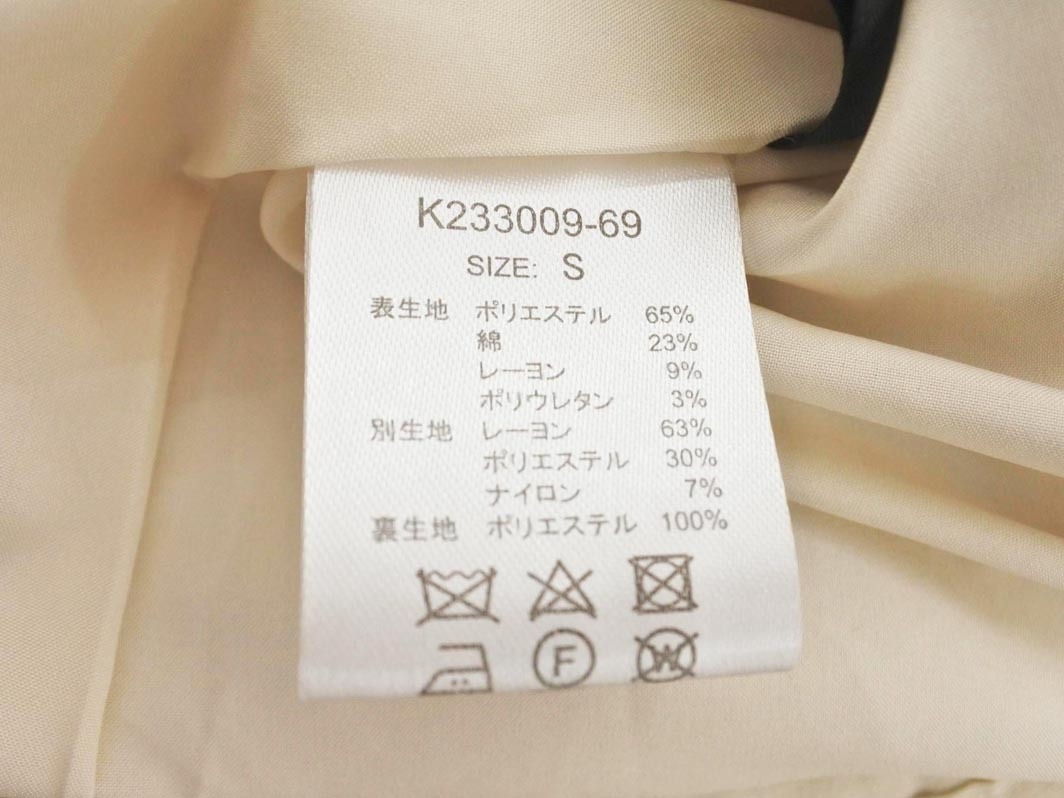 K233009-69
SIZE: S
表生地 ポリエステル 65%
綿 23%
レーヨン 9%
ポリウレタン 3%
別生地 レーヨン 63%
ポリエステル 30%
ナイロン 7%
裏生地 ポリエステル 100%
F W